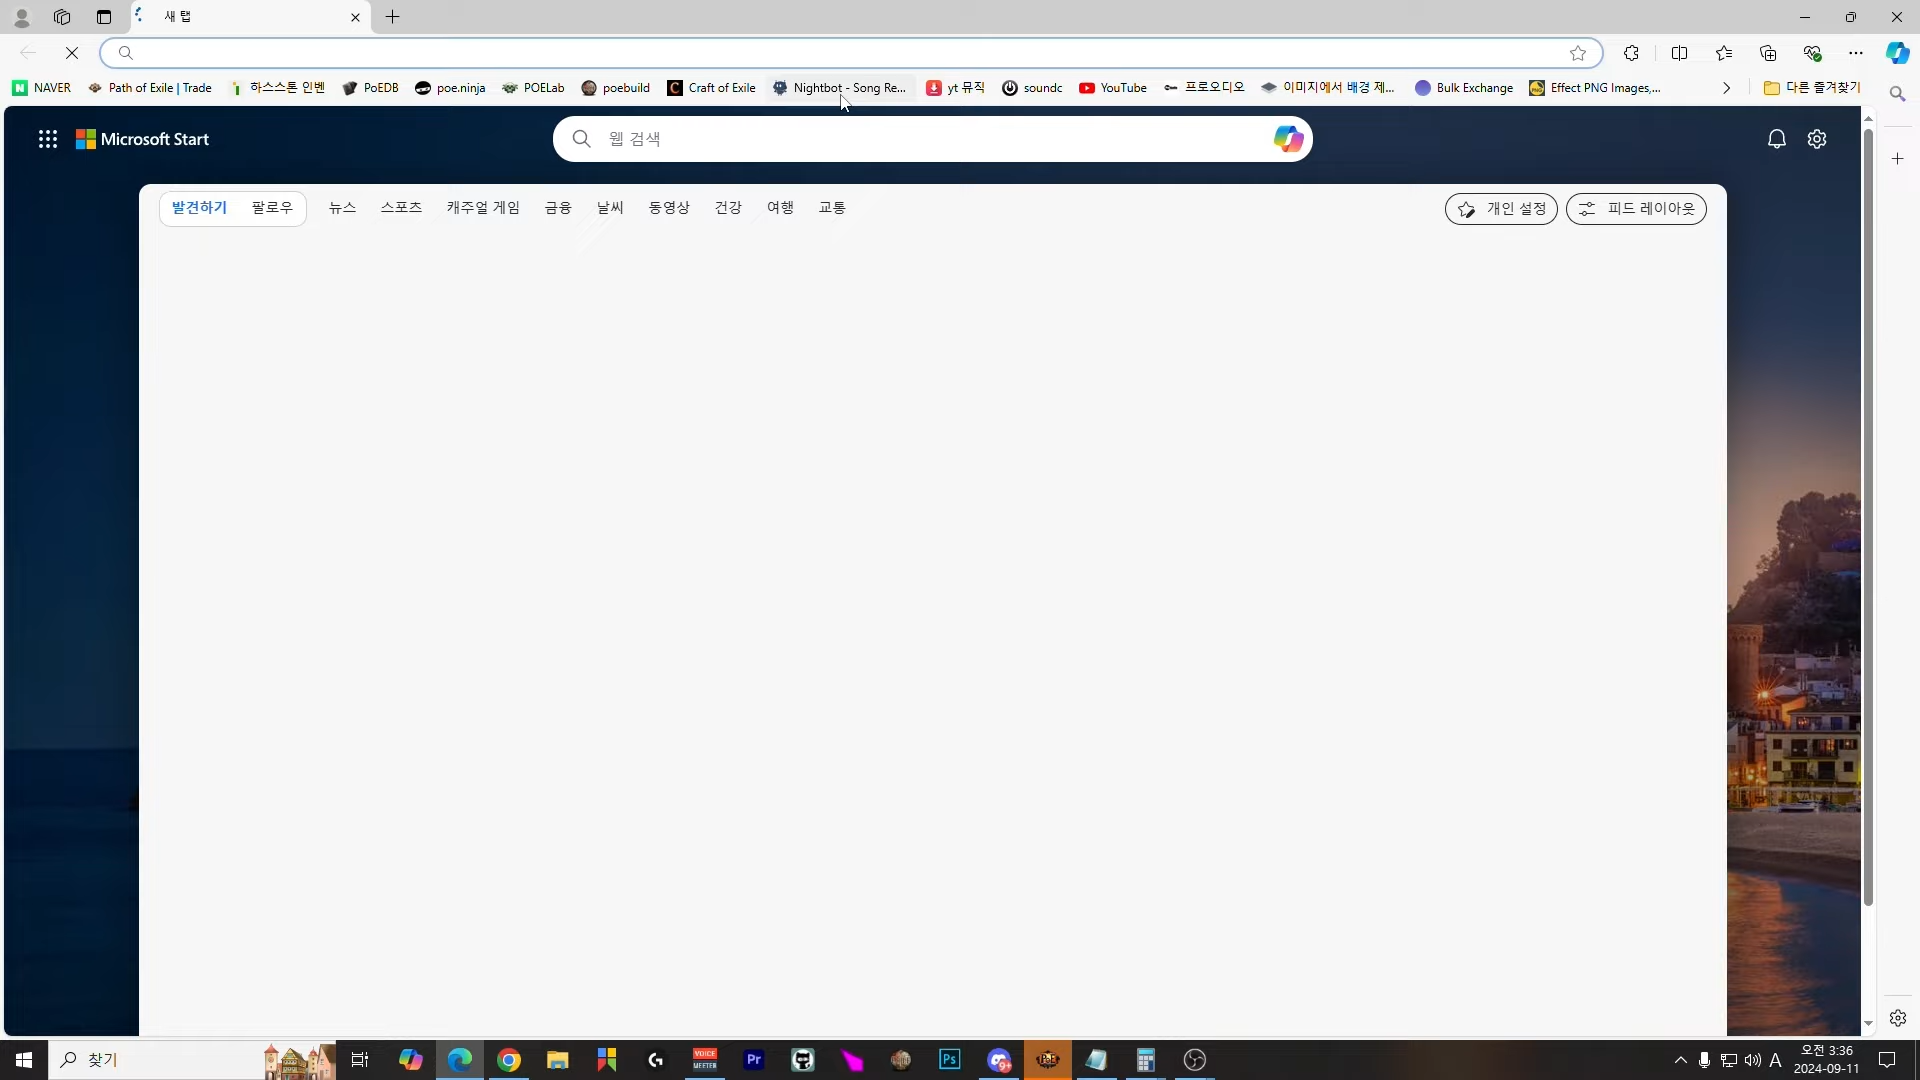 새 탭
NAVER Path of Exile | Trade 하스스톤 인벤 PoEDB poe.ninja POELab poebuild Craft of Exile Nightbot - Song Re... yt 뮤직 soundc YouTube 프로오디오 이미지에서 배경 제... Bulk Exchange Effect PNG Images,... 다른 즐겨찾기
Microsoft Start
웹 검색
발견하기 팔로우 뉴스 스포츠 캐주얼 게임 금융 날씨 동영상 건강 여행 교통 개인 설정 피드 레이아웃
찾기
VOICE
MEETER
Pr
Ps
9+
A
오전 3:36
2024-09-11